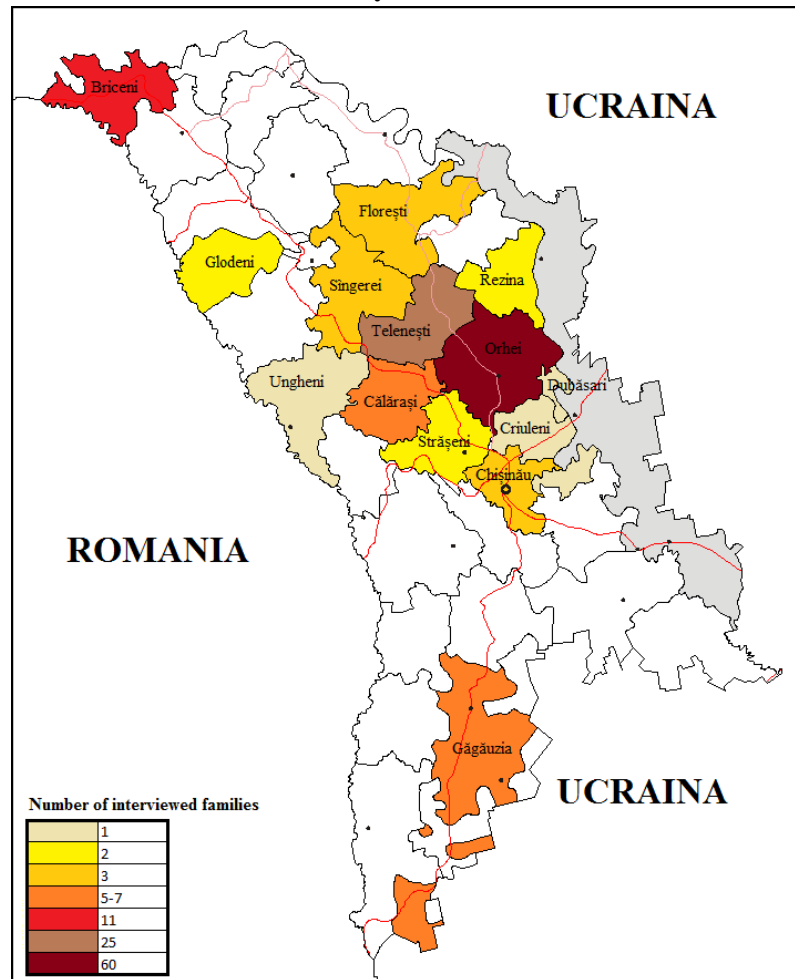 Briceni
UCRAINA
Florești
Glodeni
Rezina
Sîngerei
Telenești
Orhei
Ungheni
Dubăsari
Călărași
Criuleni
Strășeni
Chișinău
ROMANIA
Găgăuzia
UCRAINA
Number of interviewed families
1
2
3
5-7
11
25
60